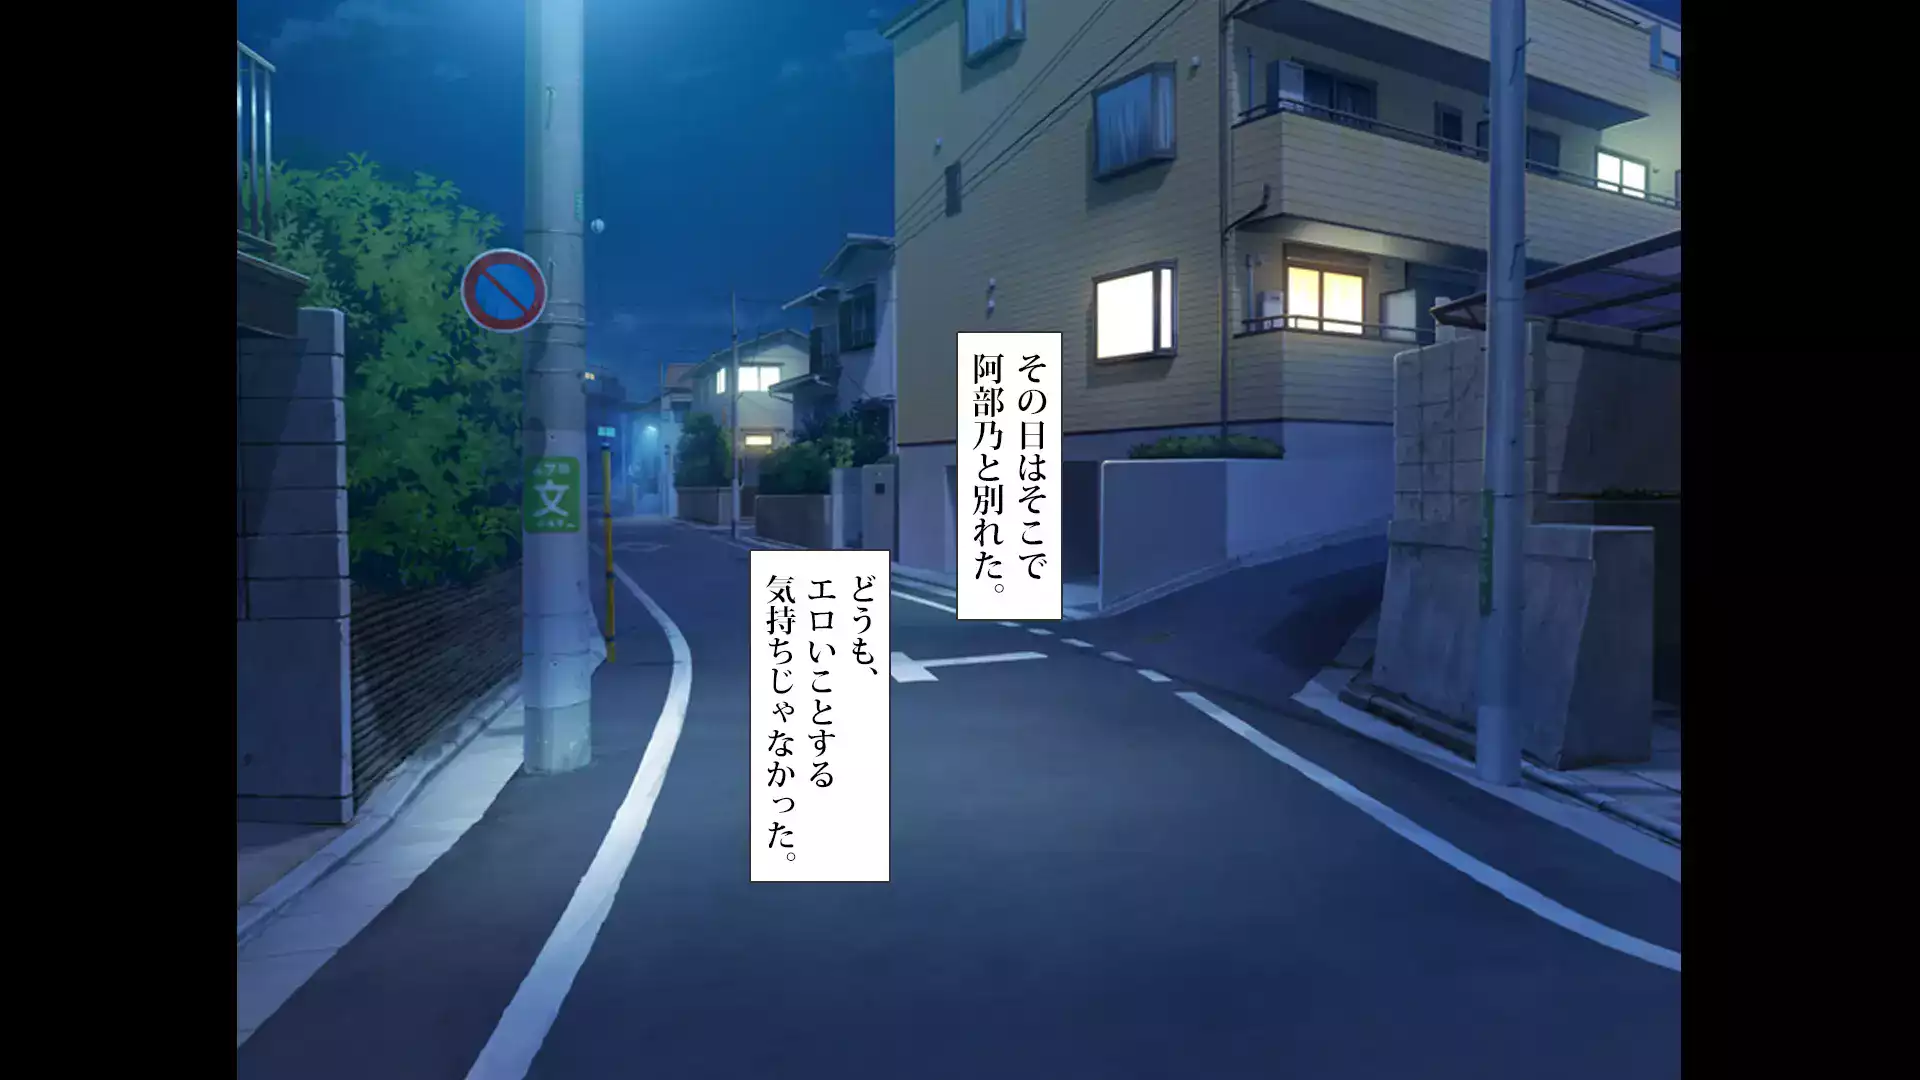 その日はそこで
阿部乃と別れた。
どうも、
エロいことする
気持ちじゃなかった。
文